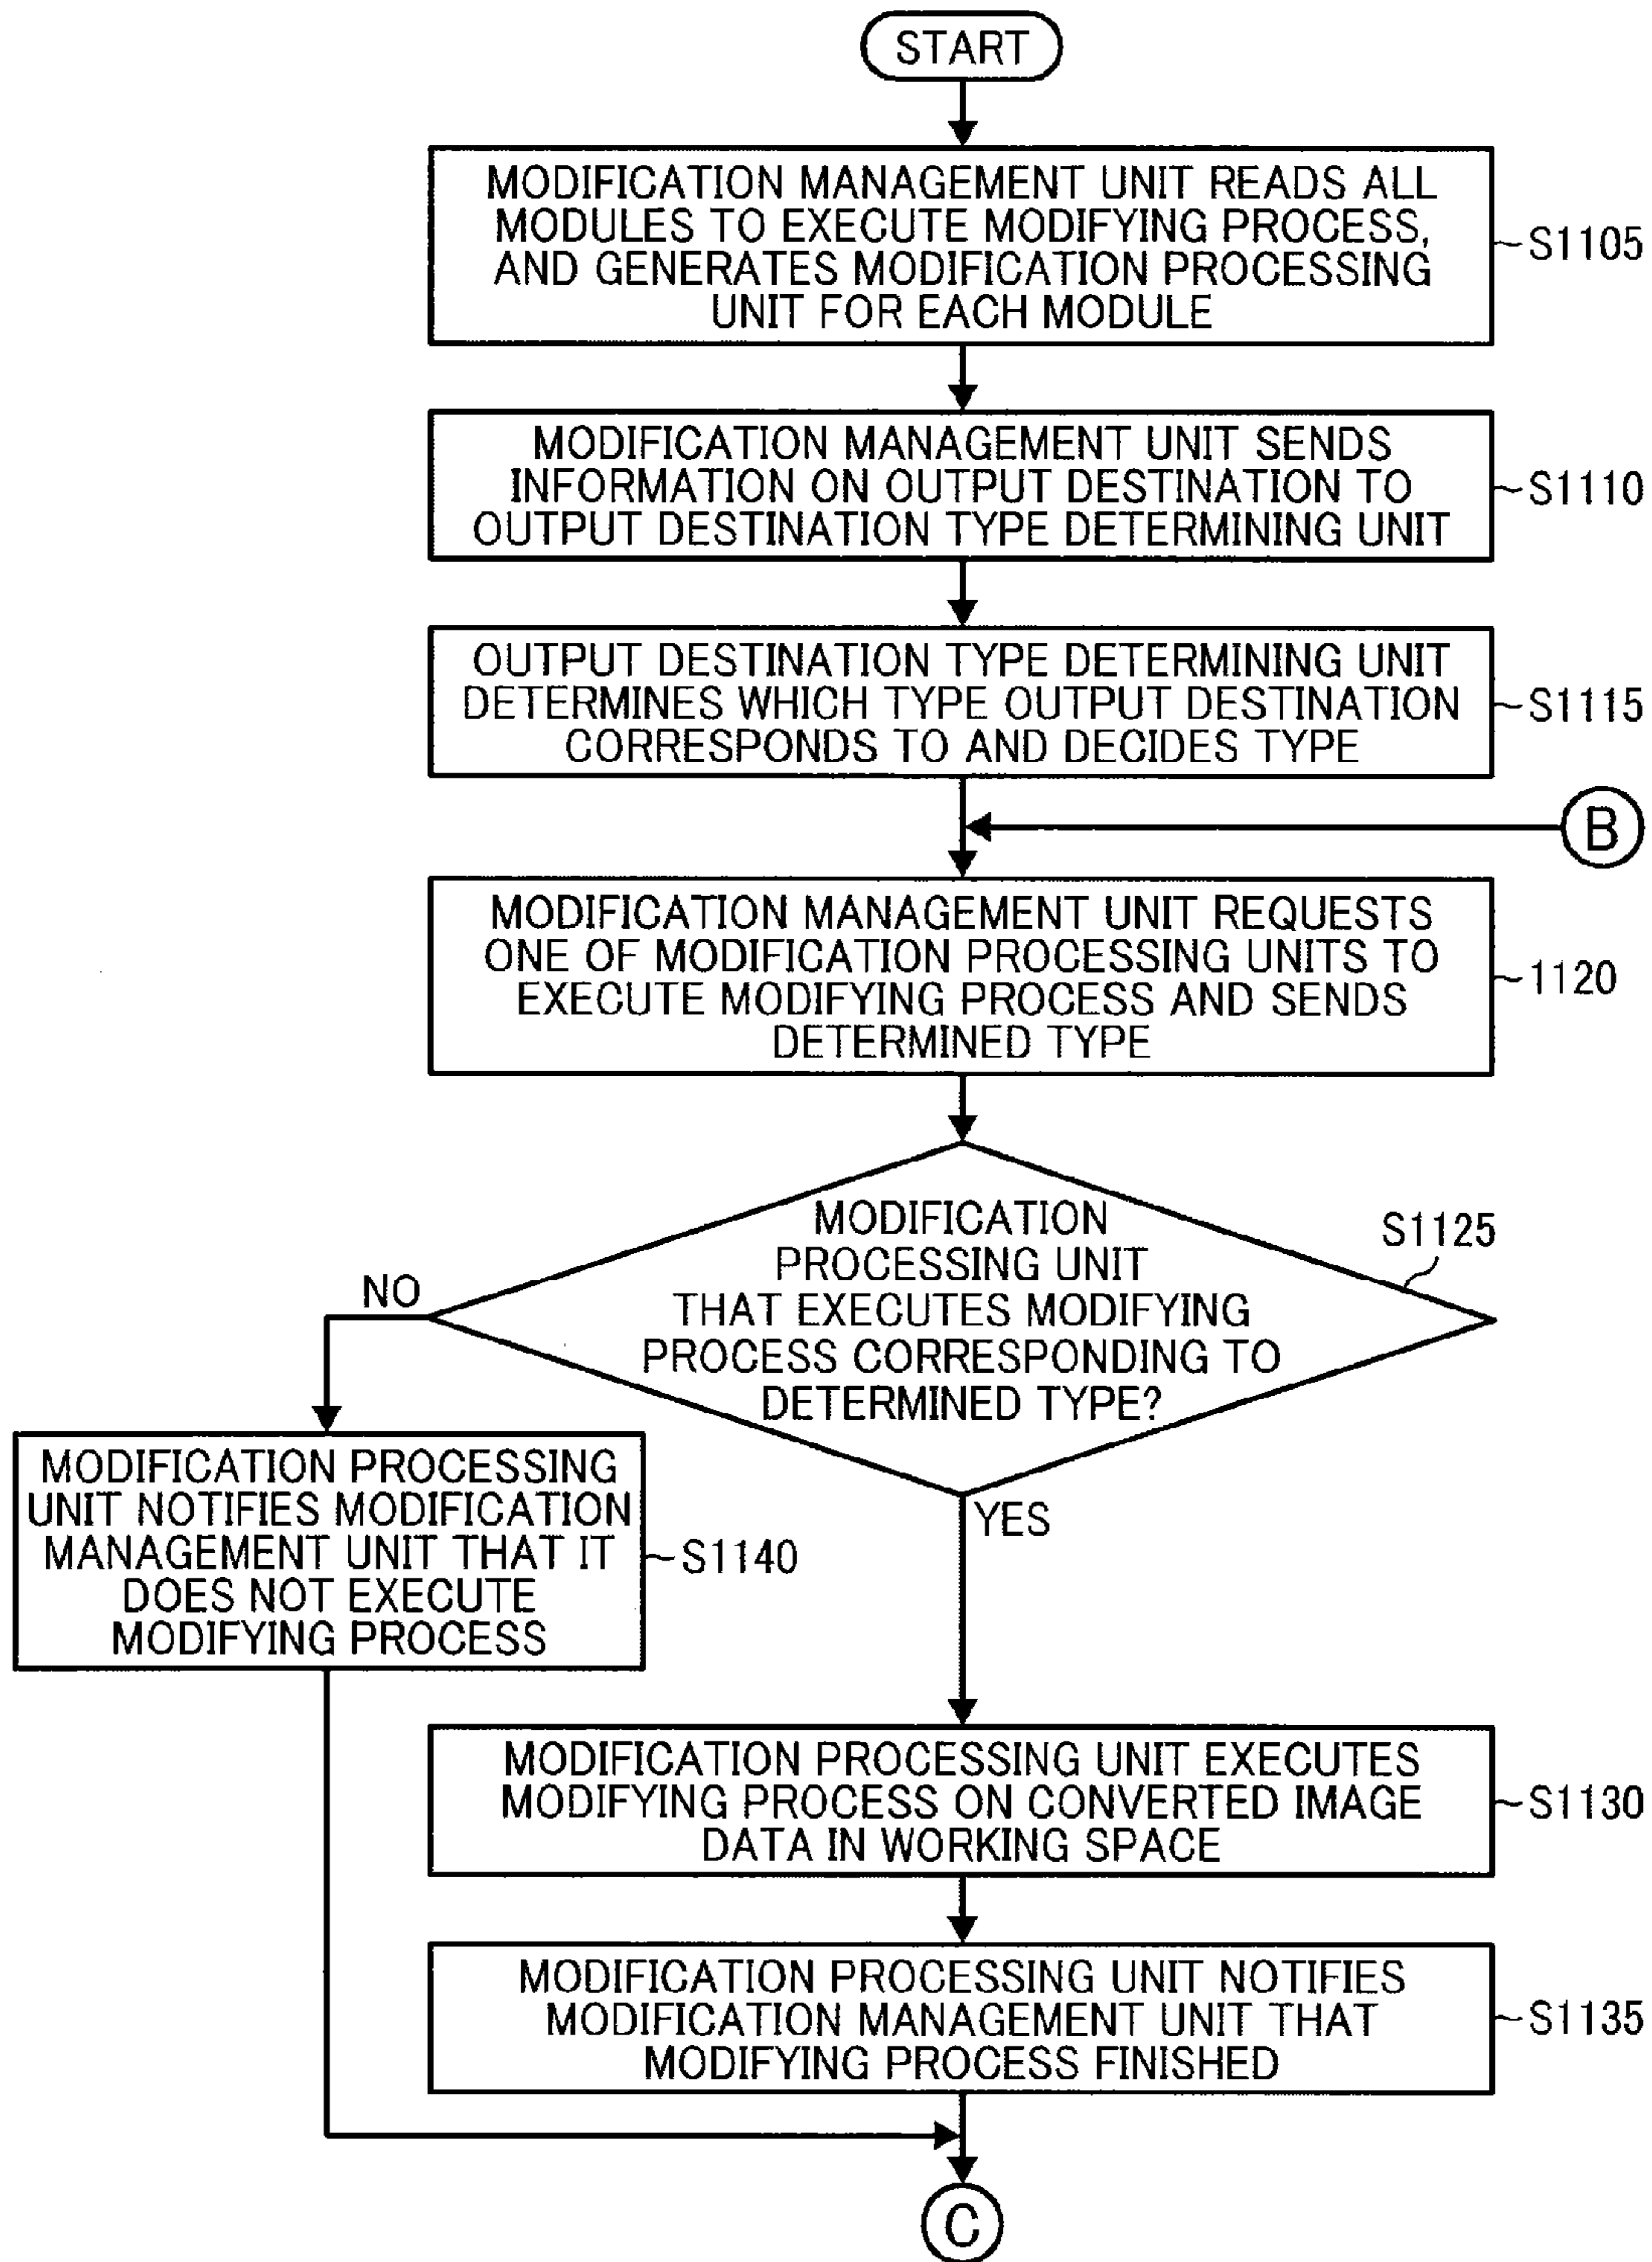 START
MODIFICATION MANAGEMENT UNIT READS ALL
MODULES TO EXECUTE MODIFYING PROCESS,
AND GENERATES MODIFICATION PROCESSING
UNIT FOR EACH MODULE
S1105
MODIFICATION MANAGEMENT UNIT SENDS
INFORMATION ON OUTPUT DESTINATION TO
OUTPUT DESTINATION TYPE DETERMINING UNIT
S1110
OUTPUT DESTINATION TYPE DETERMINING UNIT
DETERMINES WHICH TYPE OUTPUT DESTINATION
CORRESPONDS TO AND DECIDES TYPE
S1115
B
MODIFICATION MANAGEMENT UNIT REQUESTS
ONE OF MODIFICATION PROCESSING UNITS TO
EXECUTE MODIFYING PROCESS AND SENDS
DETERMINED TYPE
1120
MODIFICATION
PROCESSING UNIT
THAT EXECUTES MODIFYING
PROCESS CORRESPONDING TO
DETERMINED TYPE?
S1125
NO
YES
MODIFICATION PROCESSING
UNIT NOTIFIES MODIFICATION
MANAGEMENT UNIT THAT IT
DOES NOT EXECUTE
MODIFYING PROCESS
S1140
MODIFICATION PROCESSING UNIT EXECUTES
MODIFYING PROCESS ON CONVERTED IMAGE
DATA IN WORKING SPACE
S1130
MODIFICATION PROCESSING UNIT NOTIFIES
MODIFICATION MANAGEMENT UNIT THAT
MODIFYING PROCESS FINISHED
S1135
C